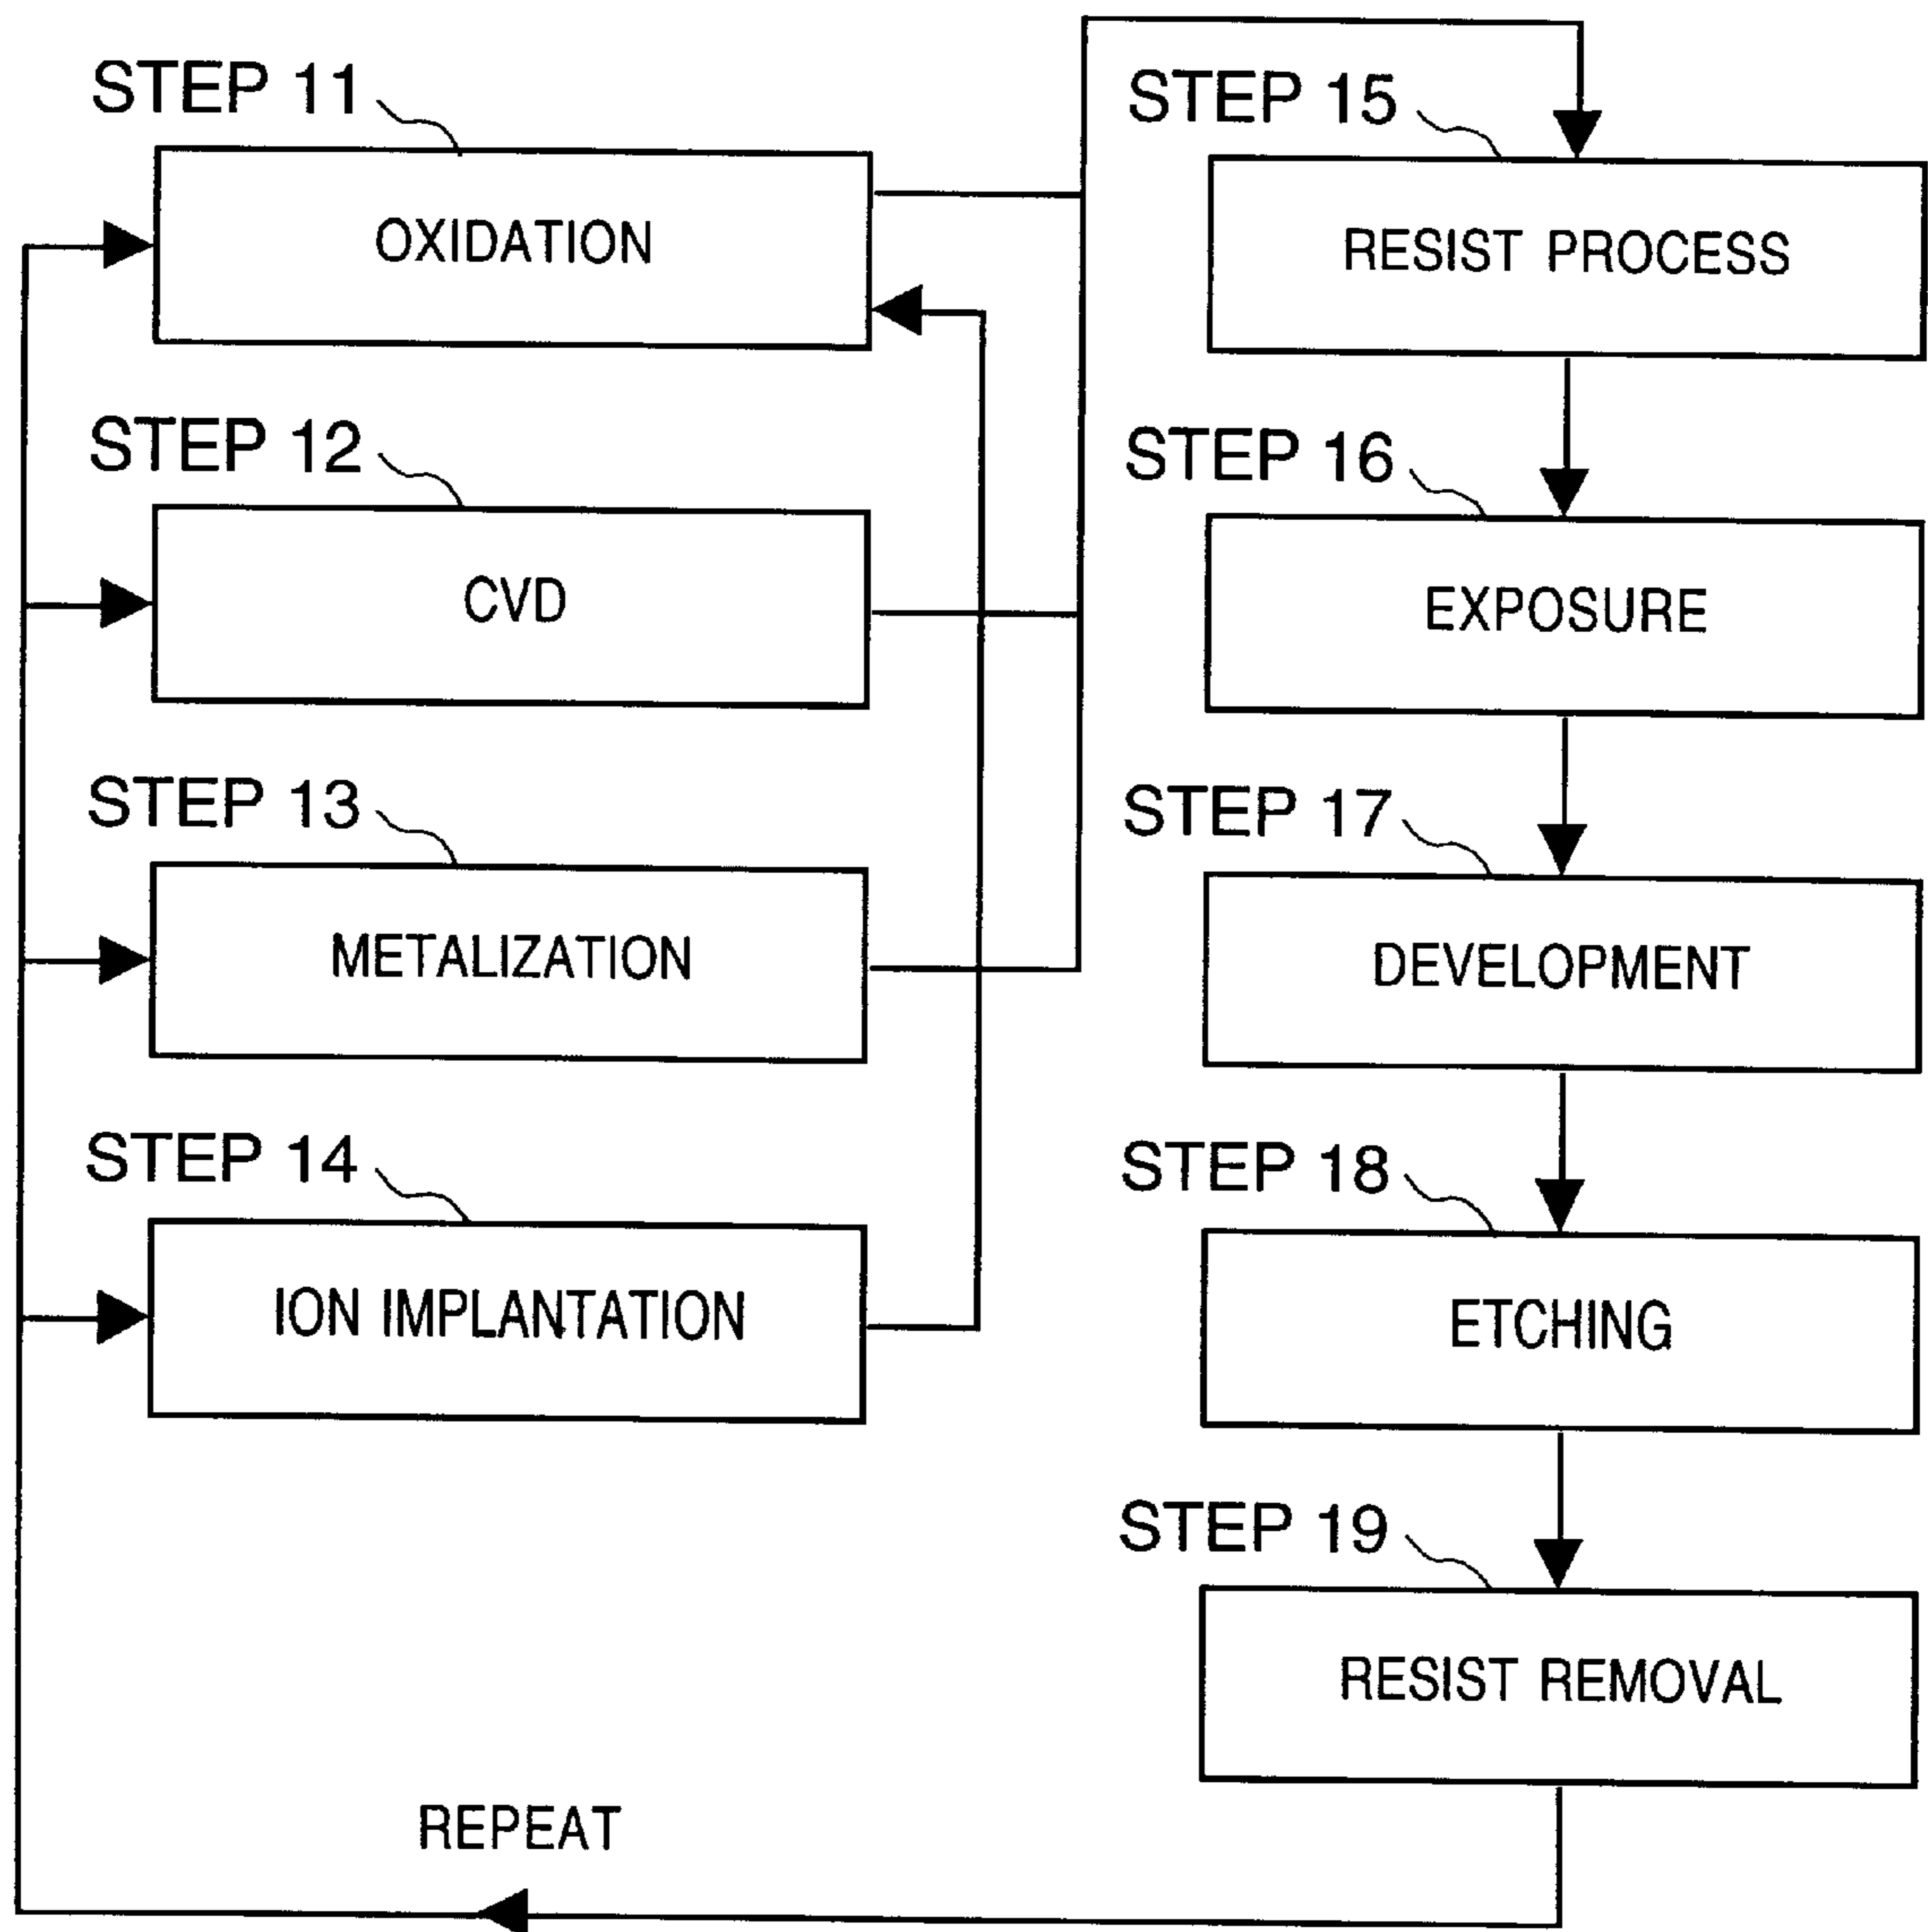 STEP 11
OXIDATION
STEP 12
CVD
STEP 13
METALIZATION
STEP 14
ION IMPLANTATION
STEP 15
RESIST PROCESS
STEP 16
EXPOSURE
STEP 17
DEVELOPMENT
STEP 18
ETCHING
STEP 19
RESIST REMOVAL
REPEAT